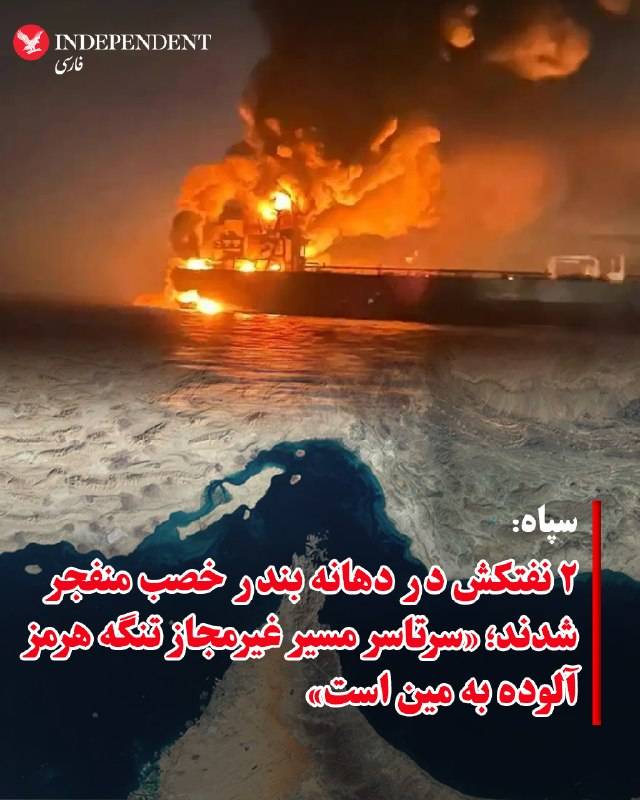 INDEPENDENT
فارسی
سپاه:
۲ نفتکش در دهانه بندر خصب منفجر
شدند؛ «سرتاسر مسیر غیرمجاز تنگه هرمز
آلوده به مین است»